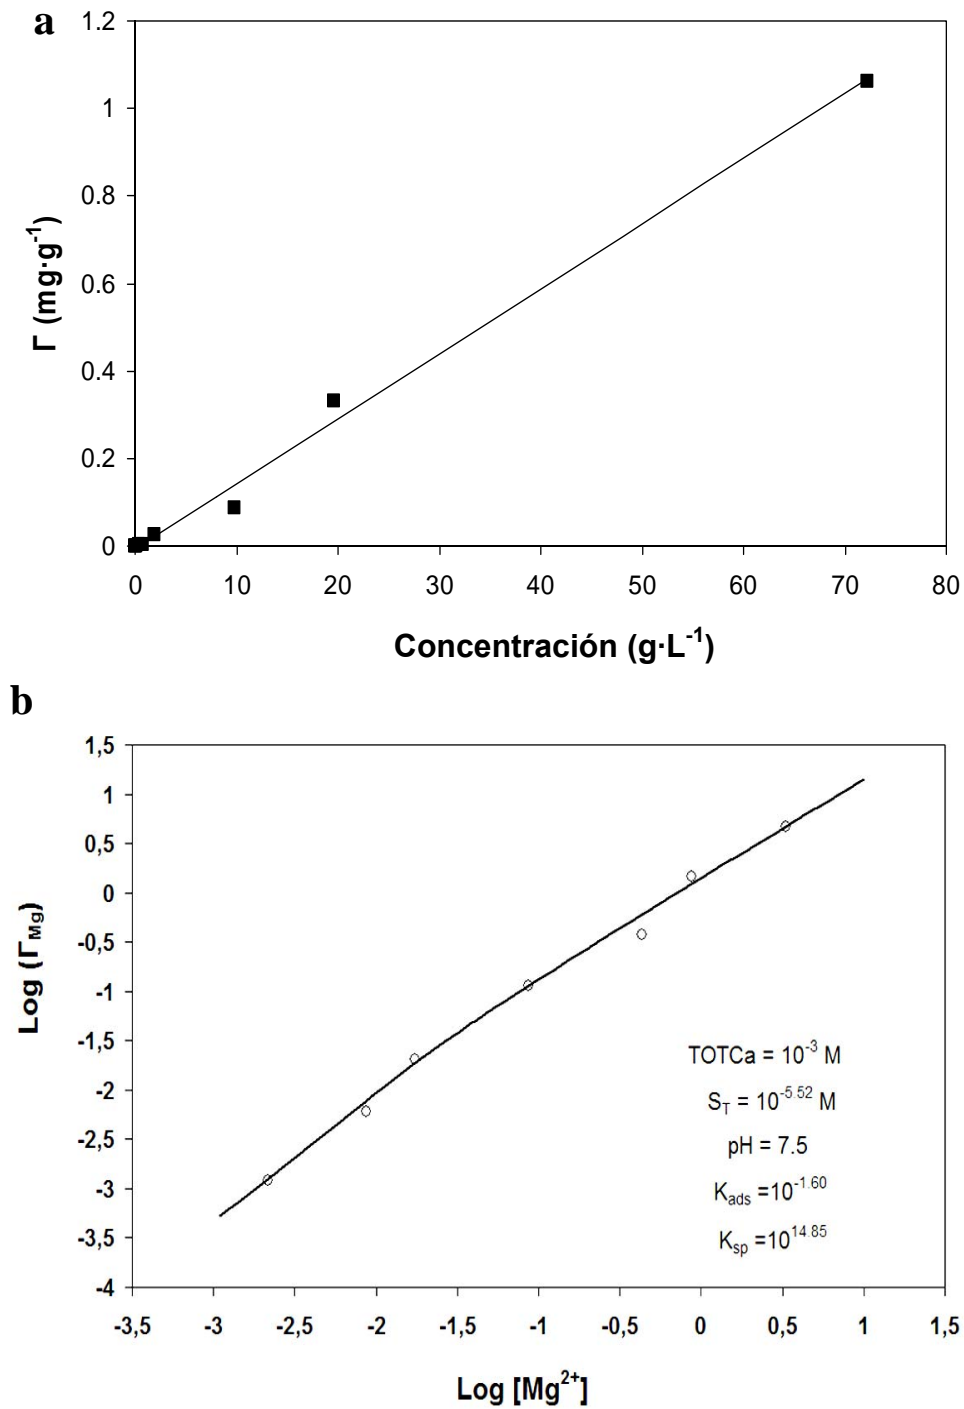 a
Γ (mg·g⁻¹)
1.2
1
0.8
0.6
0.4
0.2
0
0 10 20 30 40 50 60 70 80
Concentración (g·L⁻¹)
b
Log (Γ_Mg)
1,5
1
0,5
0
-0,5
-1
-1,5
-2
-2,5
-3
-3,5
-4
TOTCa = 10⁻³ M
S_T = 10⁻⁵·⁵² M
pH = 7.5
K_ads =10⁻¹·⁶⁰
K_sp =10¹⁴·⁸⁵
-3,5 -3 -2,5 -2 -1,5 -1 -0,5 0 0,5 1 1,5
Log [Mg²⁺]